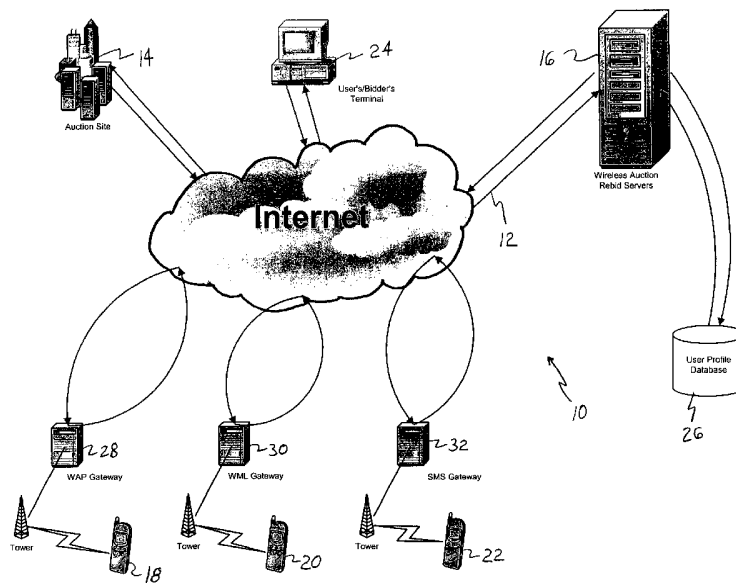 14
Auction Site
24
User's/Bidder's
Terminal
16
Wireless Auction
Rebid Servers
Internet
12
User Profile
Database
26
10
28
WAP Gateway
30
WML Gateway
32
SMS Gateway
Tower
18
Tower
20
Tower
22